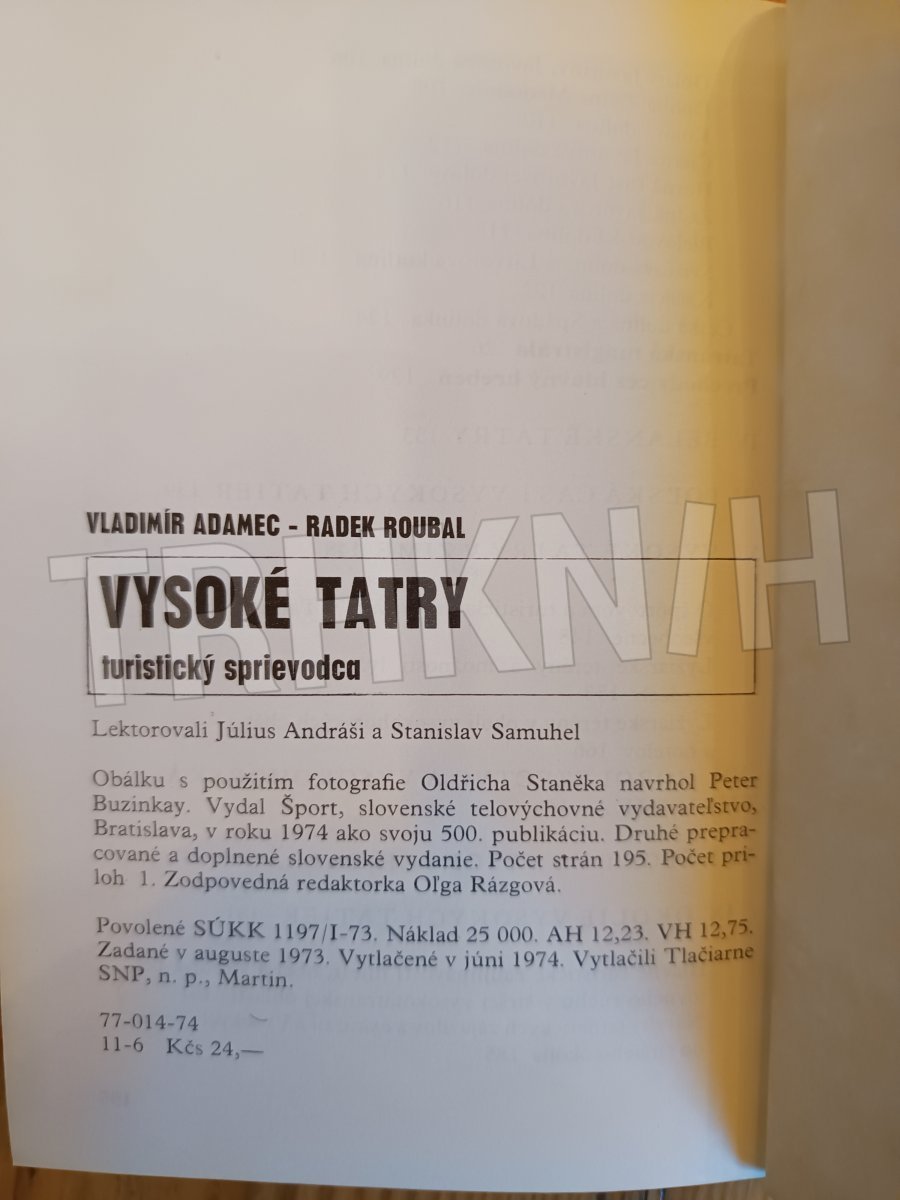 VLADIMÍR ADAMEC - RADEK ROUBAL
VYSOKÉ TATRY
turistický sprievodca
TRHKNIH
Lektorovali Július Andráši a Stanislav Samuhel
Obálku s použitím fotografie Oldřicha Staněka navrhol Peter
Buzinkay. Vydal Šport, slovenské telovýchovné vydavateľstvo,
Bratislava, v roku 1974 ako svoju 500. publikáciu. Druhé prepra-
cované a doplnené slovenské vydanie. Počet strán 195. Počet prí-
loh 1. Zodpovedná redaktorka Oľga Rázgová.
Povolené SÚKK 1197/I-73. Náklad 25 000. AH 12,23. VH 12,75.
Zadané v auguste 1973. Vytlačené v júni 1974. Vytlačili Tlačiarne
SNP, n. p., Martin.
77-014-74
11-6 Kčs 24,—